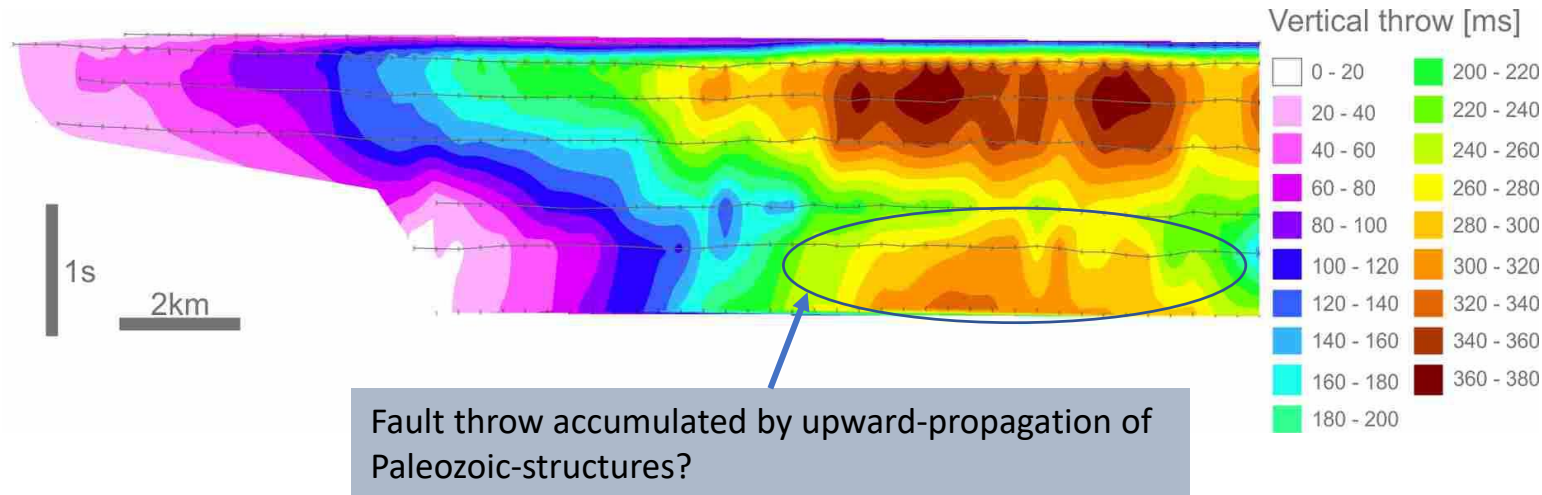 Vertical throw [ms]
0 - 20
20 - 40
40 - 60
60 - 80
80 - 100
100 - 120
120 - 140
140 - 160
160 - 180
180 - 200
200 - 220
220 - 240
240 - 260
260 - 280
280 - 300
300 - 320
320 - 340
340 - 360
360 - 380
1s
2km
Fault throw accumulated by upward-propagation of
Paleozoic-structures?